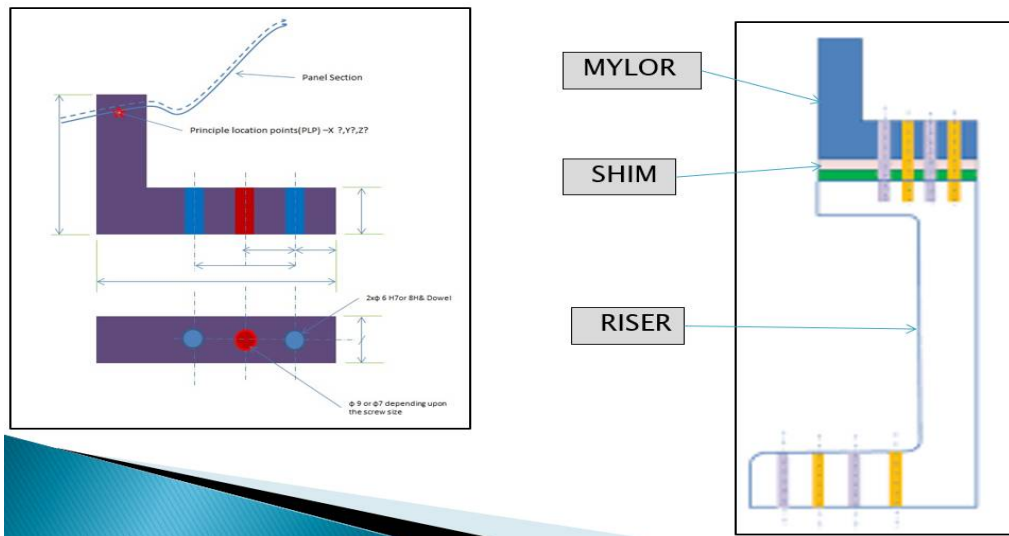 Panel Section
Principle location points(PLP) –X ?,Y?,Z?
2xφ 6 H7or 8H& Dowel
φ 9 or φ7 depending upon
the screw size
MYLOR
SHIM
RISER